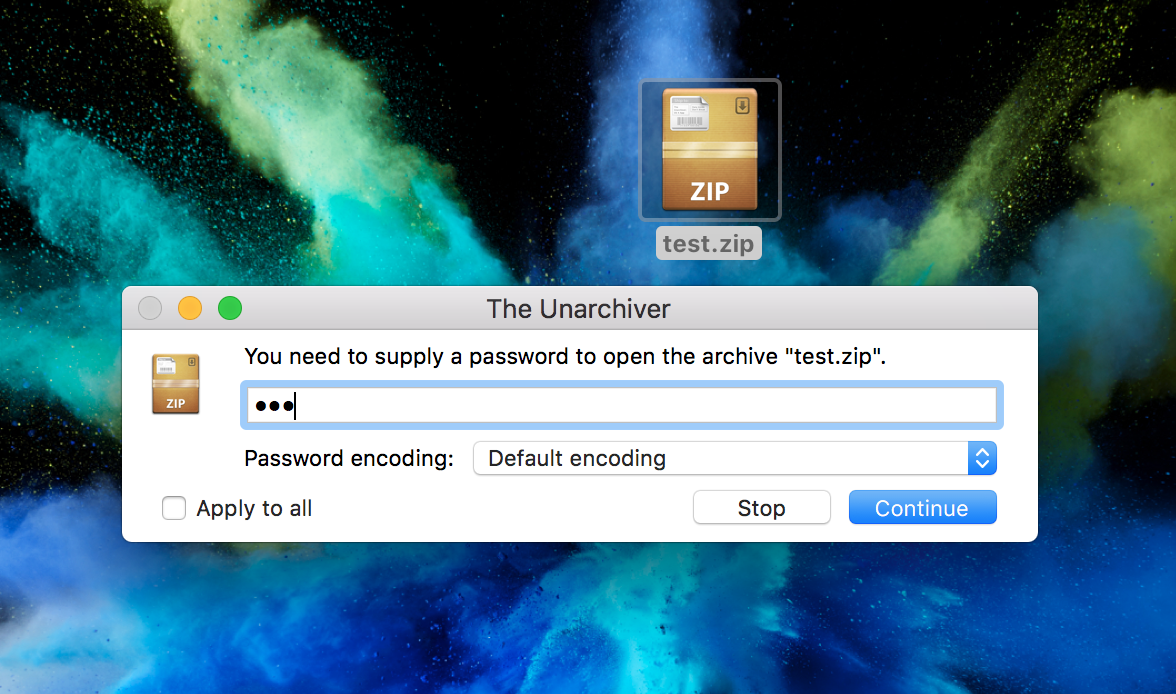 ZIP
test.zip
The Unarchiver
You need to supply a password to open the archive "test.zip".
ZIP
•••
Password encoding: Default encoding
Apply to all Stop Continue